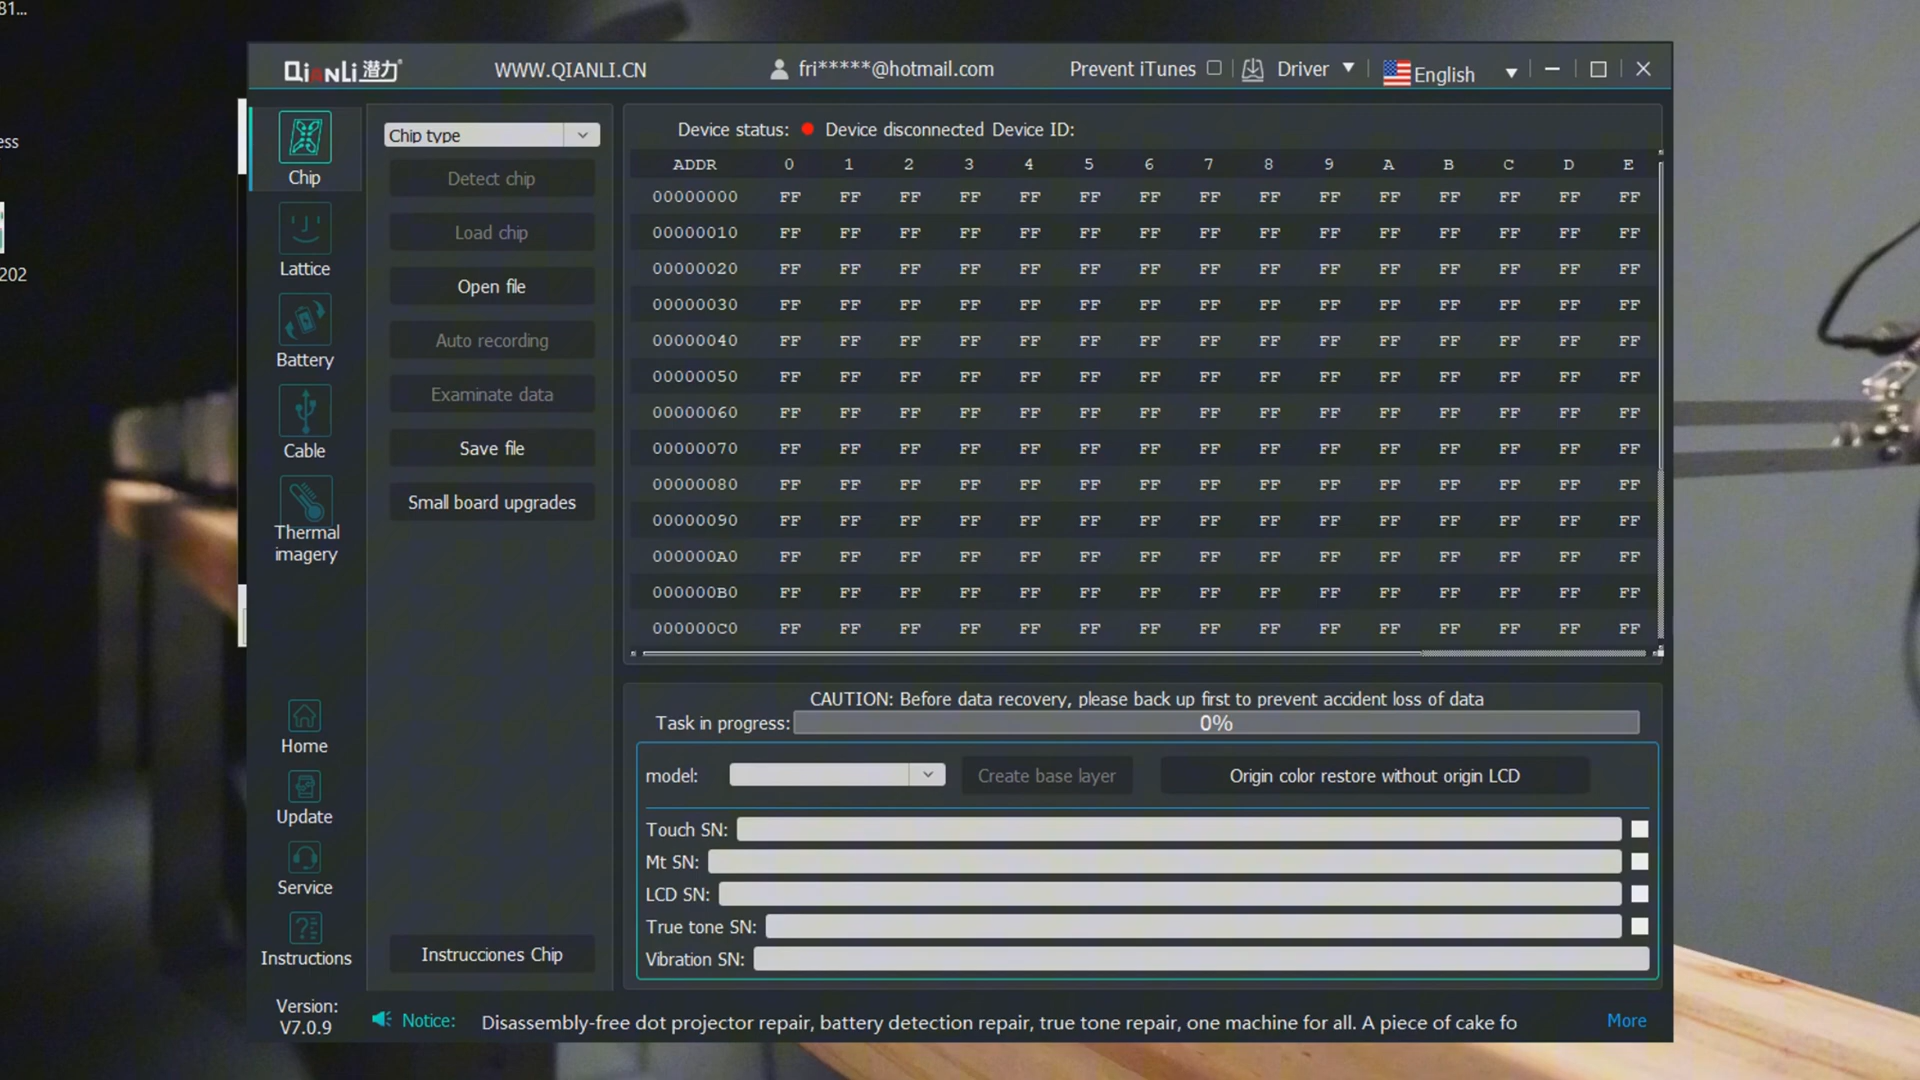 81...
ess
202
QianLi潜力®
WWW.QIANLI.CN
fri*****@hotmail.com
Prevent iTunes
Driver
English
Chip
Lattice
Battery
Cable
Thermal
imagery
Home
Update
Service
Instructions
Version:
V7.0.9
Chip type
Detect chip
Load chip
Open file
Auto recording
Examinate data
Save file
Small board upgrades
Instrucciones Chip
Device status: Device disconnected Device ID:
ADDR 0 1 2 3 4 5 6 7 8 9 A B C D E
00000000 FF FF FF FF FF FF FF FF FF FF FF FF FF FF FF
00000010 FF FF FF FF FF FF FF FF FF FF FF FF FF FF FF
00000020 FF FF FF FF FF FF FF FF FF FF FF FF FF FF FF
00000030 FF FF FF FF FF FF FF FF FF FF FF FF FF FF FF
00000040 FF FF FF FF FF FF FF FF FF FF FF FF FF FF FF
00000050 FF FF FF FF FF FF FF FF FF FF FF FF FF FF FF
00000060 FF FF FF FF FF FF FF FF FF FF FF FF FF FF FF
00000070 FF FF FF FF FF FF FF FF FF FF FF FF FF FF FF
00000080 FF FF FF FF FF FF FF FF FF FF FF FF FF FF FF
00000090 FF FF FF FF FF FF FF FF FF FF FF FF FF FF FF
000000A0 FF FF FF FF FF FF FF FF FF FF FF FF FF FF FF
000000B0 FF FF FF FF FF FF FF FF FF FF FF FF FF FF FF
000000C0 FF FF FF FF FF FF FF FF FF FF FF FF FF FF FF
CAUTION: Before data recovery, please back up first to prevent accident loss of data
Task in progress: 0%
model:
Create base layer
Origin color restore without origin LCD
Touch SN:
Mt SN:
LCD SN:
True tone SN:
Vibration SN:
Notice: Disassembly-free dot projector repair, battery detection repair, true tone repair, one machine for all. A piece of cake fo
More